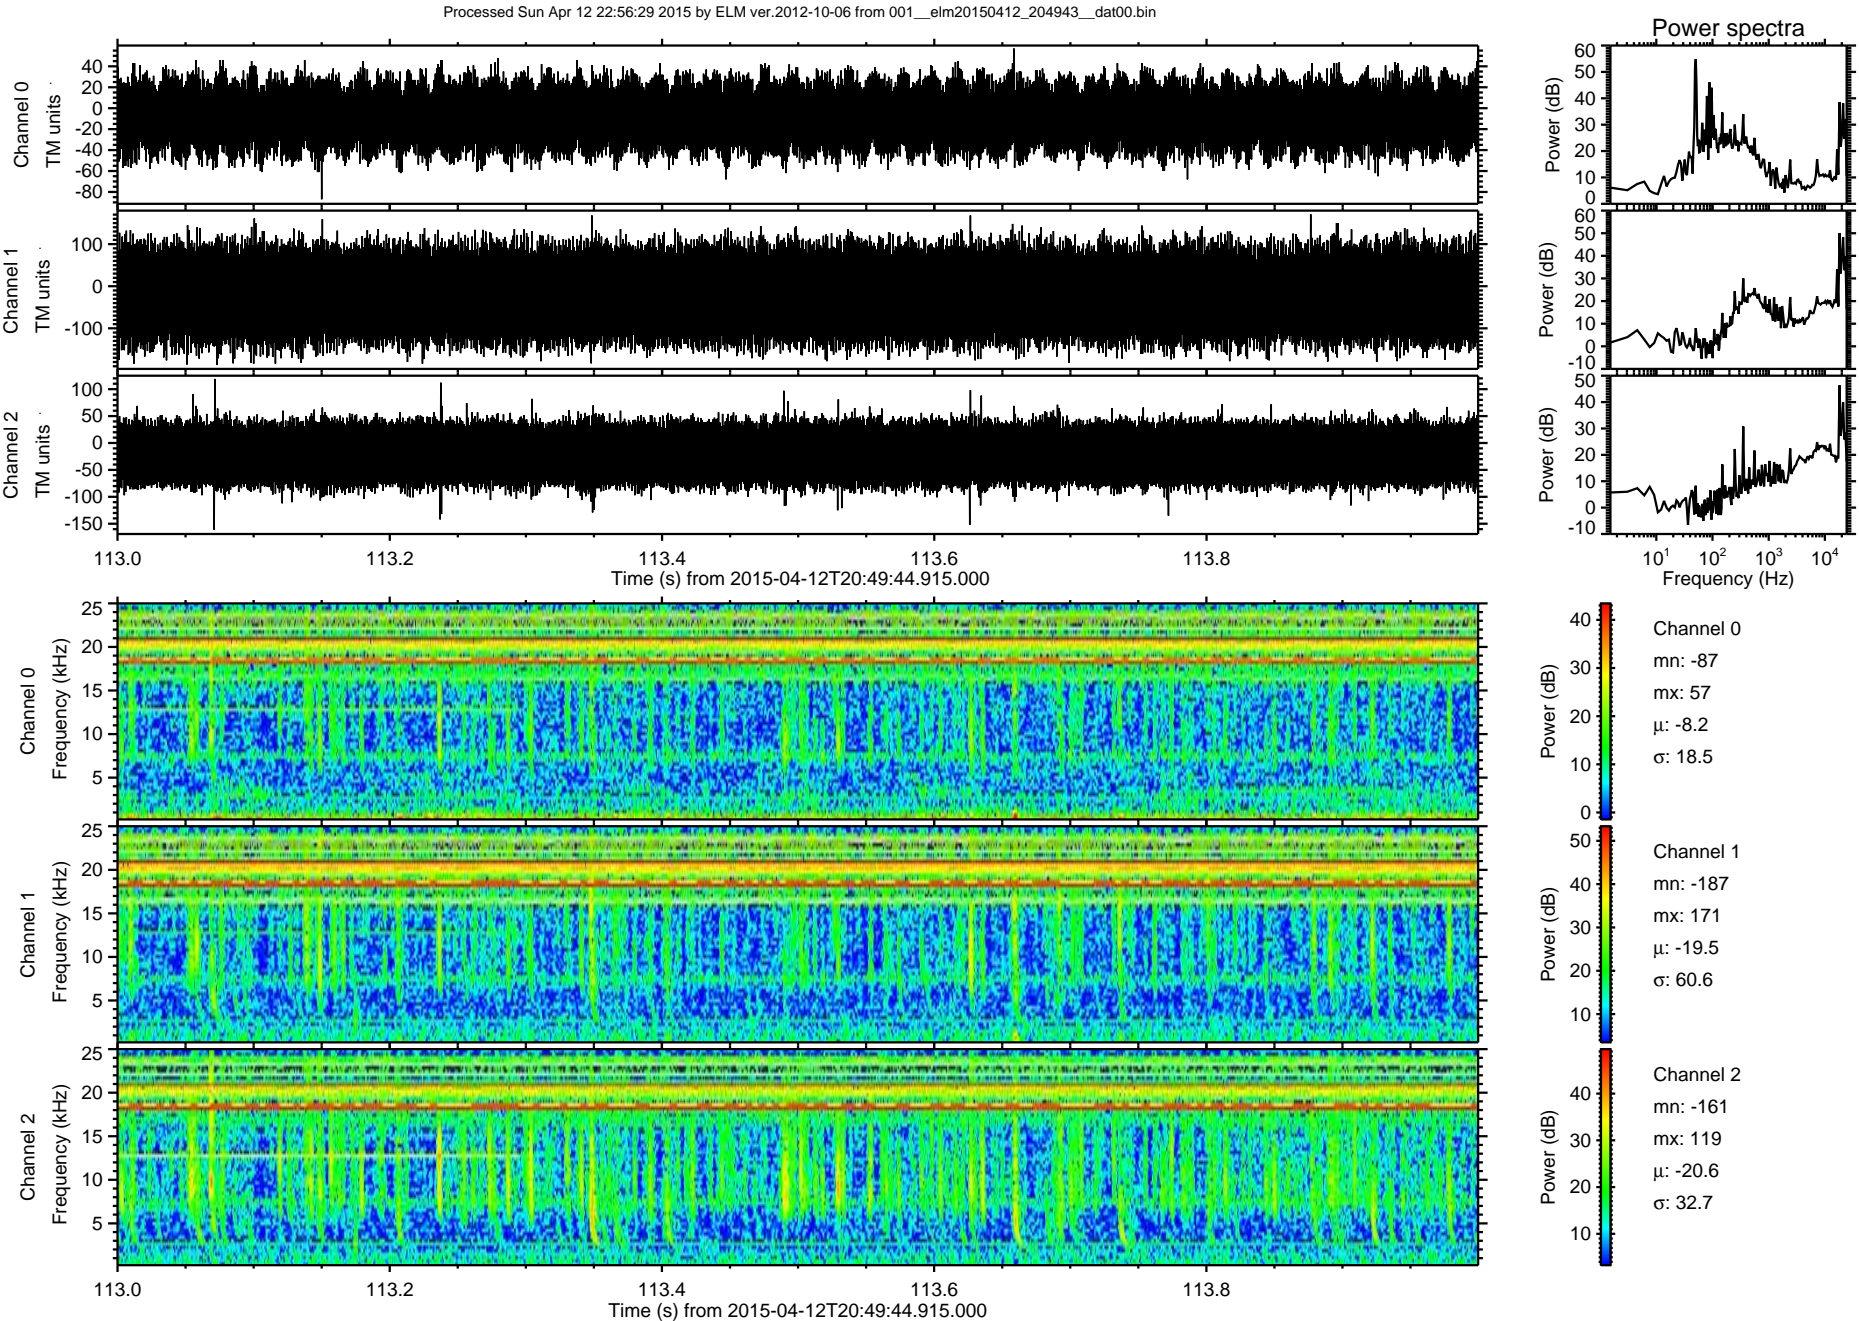 Processed Sun Apr 12 22:56:29 2015 by ELM ver.2012-10-06 from 001__elm20150412_204943__dat00.bin
Power spectra
Channel 0
TM units
40
20
0
-20
-40
-60
-80
Power (dB)
60
50
40
30
20
10
0
Channel 1
TM units
100
0
-100
Power (dB)
60
50
40
30
20
10
0
-10
Channel 2
TM units
100
50
0
-50
-100
-150
Power (dB)
50
40
30
20
10
0
-10
113.0 113.2 113.4 113.6 113.8
Time (s) from 2015-04-12T20:49:44.915.000
10¹ 10² 10³ 10⁴
Frequency (Hz)
Channel 0
Frequency (kHz)
25
20
15
10
5
Power (dB)
40
30
20
10
0
Channel 0
mn: -87
mx: 57
μ: -8.2
σ: 18.5
Channel 1
Frequency (kHz)
25
20
15
10
5
Power (dB)
50
40
30
20
10
Channel 1
mn: -187
mx: 171
μ: -19.5
σ: 60.6
Channel 2
Frequency (kHz)
25
20
15
10
5
Power (dB)
40
30
20
10
Channel 2
mn: -161
mx: 119
μ: -20.6
σ: 32.7
113.0 113.2 113.4 113.6 113.8
Time (s) from 2015-04-12T20:49:44.915.000